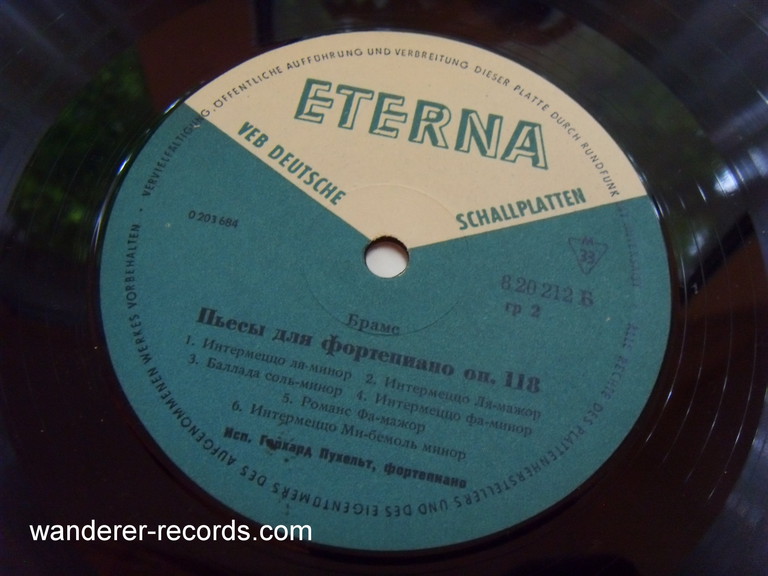 VERVIELFÄLTIGUNG, ÖFFENTLICHE AUFFÜHRUNG UND VERBREITUNG DIESER PLATTE DURCH RUNDFUNK
ALLE RECHTE DES PLATTENHERSTELLERS UND DES EIGENTÜMERS DES AUFGENOMMENEN WERKES VORBEHALTEN ·
ETERNA
VEB DEUTSCHE
SCHALLPLATTEN
0 203 684
33
8 20 212 Б
гр 2
Брамс
Пьесы для фортепиано оп. 118
1. Интермеццо ля-минор 2. Интермеццо Ля-мажор
3. Баллада соль-минор 4. Интермеццо фа-минор
5. Романс Фа-мажор
6. Интермеццо Ми-бемоль минор
Исп. Пухельт, фортепиано
wanderer-records.com